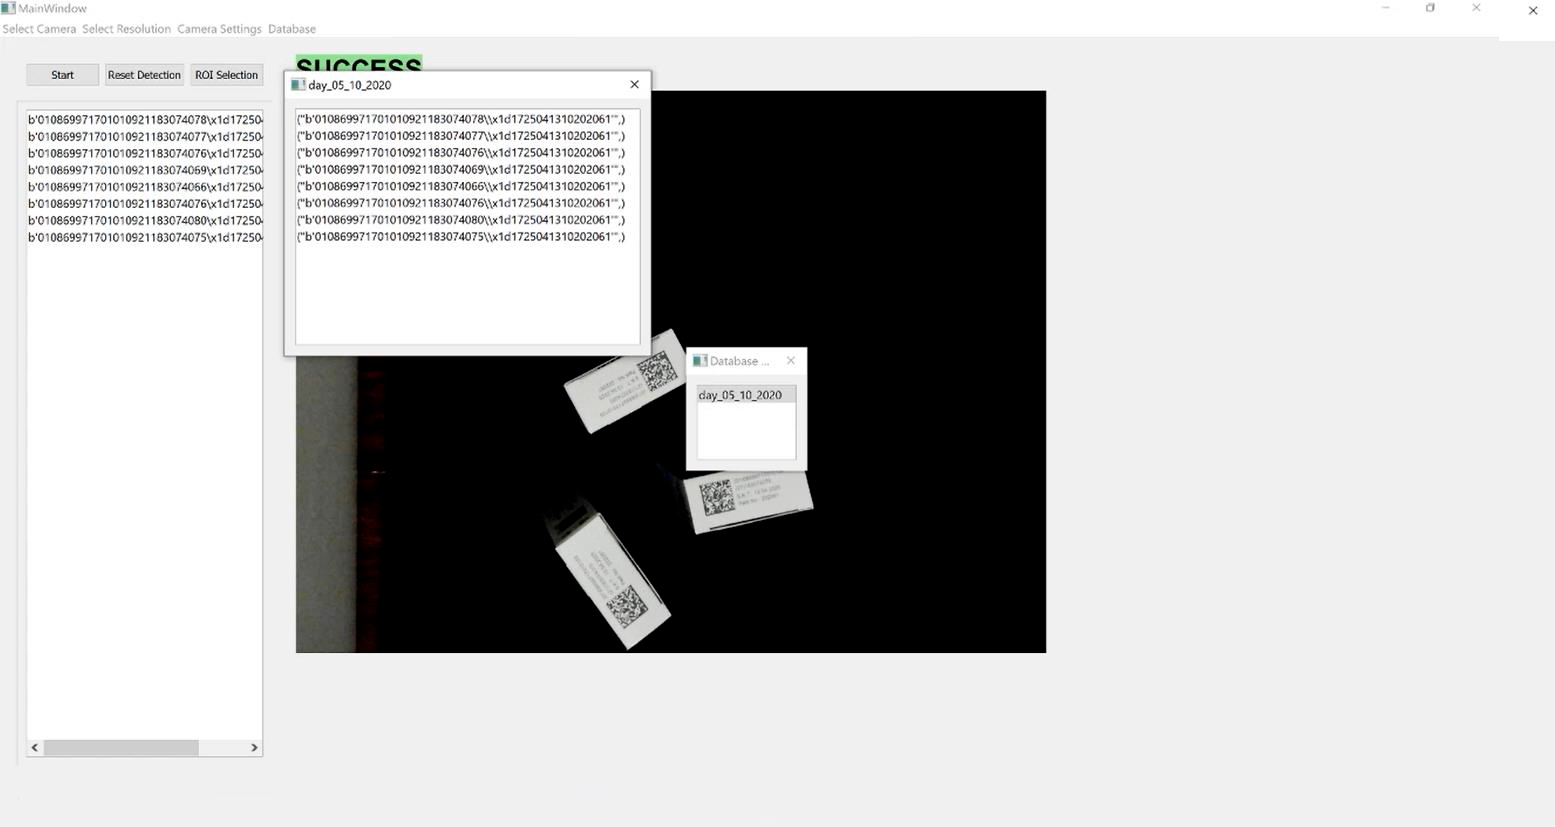 MainWindow
Select Camera Select Resolution Camera Settings Database
SUCCESS
Start
Reset Detection
ROI Selection
b'010869971701010921183074078\x1d17250
b'010869971701010921183074077\x1d17250
b'010869971701010921183074076\x1d17250
b'010869971701010921183074069\x1d17250
b'010869971701010921183074066\x1d17250
b'010869971701010921183074076\x1d17250
b'010869971701010921183074080\x1d17250
b'010869971701010921183074075\x1d17250
day_05_10_2020
("b'010869971701010921183074078\\x1d1725041310202061'",)
("b'010869971701010921183074077\\x1d1725041310202061'",)
("b'010869971701010921183074076\\x1d1725041310202061'",)
("b'010869971701010921183074069\\x1d1725041310202061'",)
("b'010869971701010921183074066\\x1d1725041310202061'",)
("b'010869971701010921183074076\\x1d1725041310202061'",)
("b'010869971701010921183074080\\x1d1725041310202061'",)
("b'010869971701010921183074075\\x1d1725041310202061'",)
Database ...
day_05_10_2020